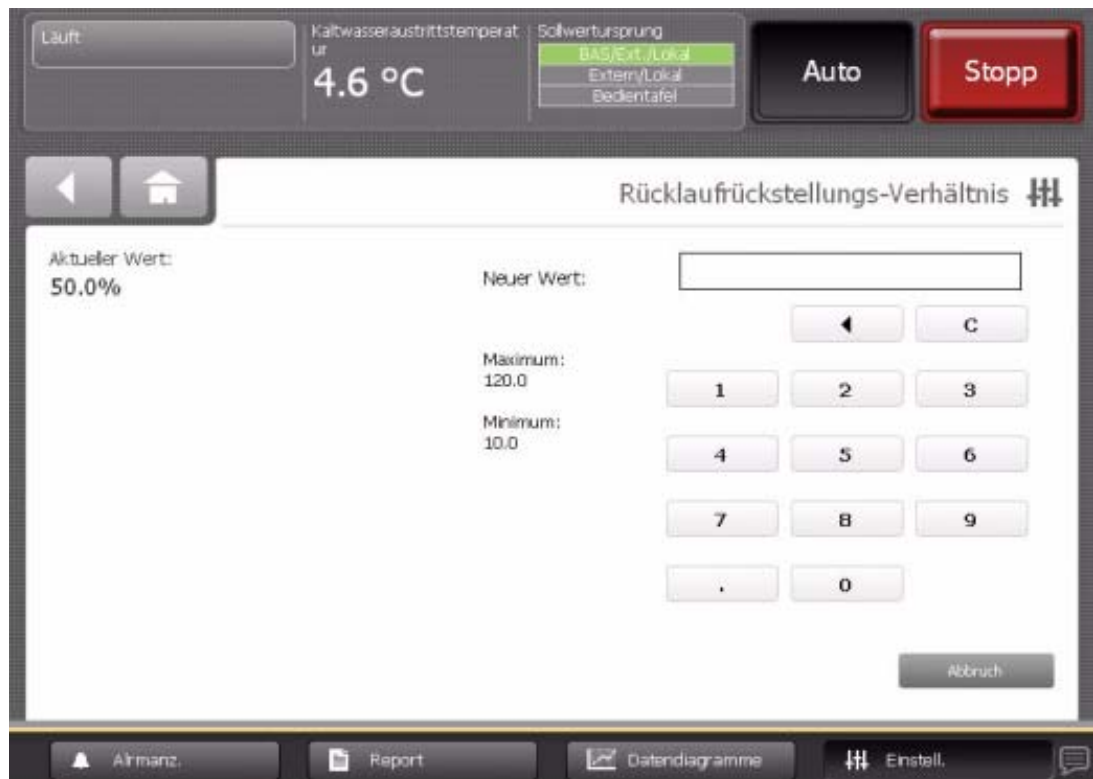 Läuft
Kaltwasseraustrittstemperat
ur
4.6 °C
Sollwertursprung
BAS/Ext./Lokal
Extern/Lokal
Bedientafel
Auto
Stopp
Rücklaufrückstellungs-Verhältnis
Aktueller Wert:
50.0%
Neuer Wert:
C
Maximum:
120.0
Minimum:
10.0
1 2 3
4 5 6
7 8 9
. 0
Abbruch
Alrmanz.
Report
Datendiagramme
Einstell.